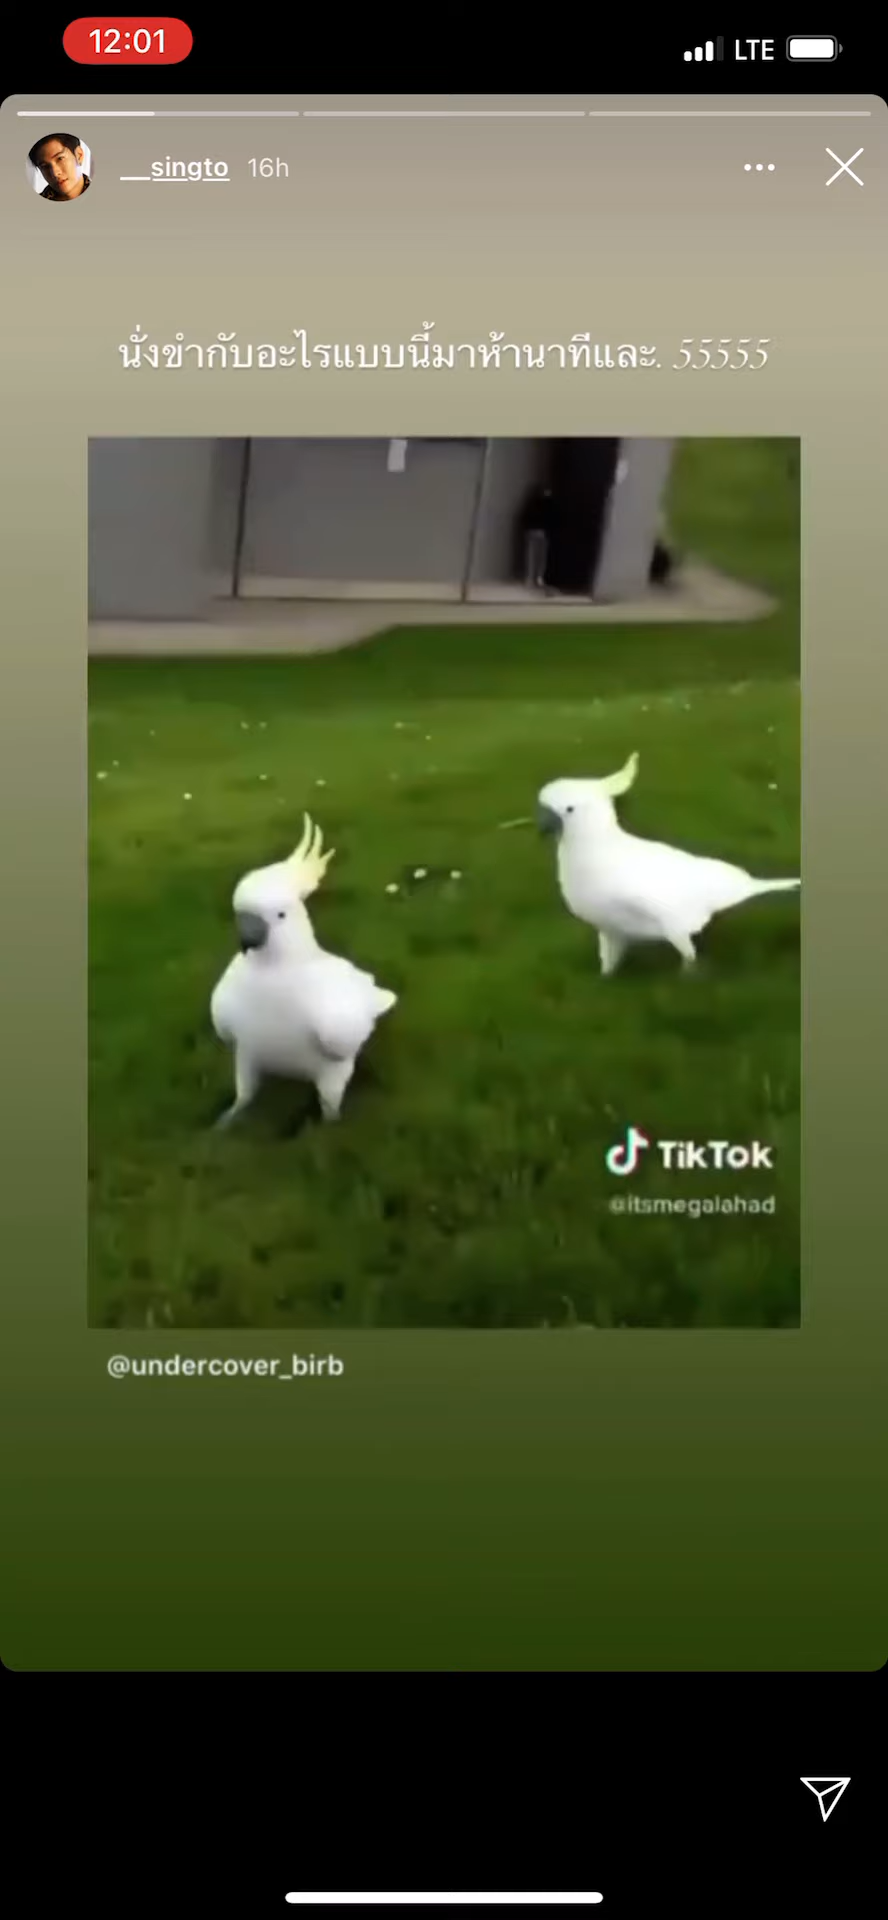 12:01
LTE
__singto 16h
นั่งขำกับอะไรแบบนี้มาห้านาทีและ. 55555
TikTok
@itsmegalahad
@undercover_birb